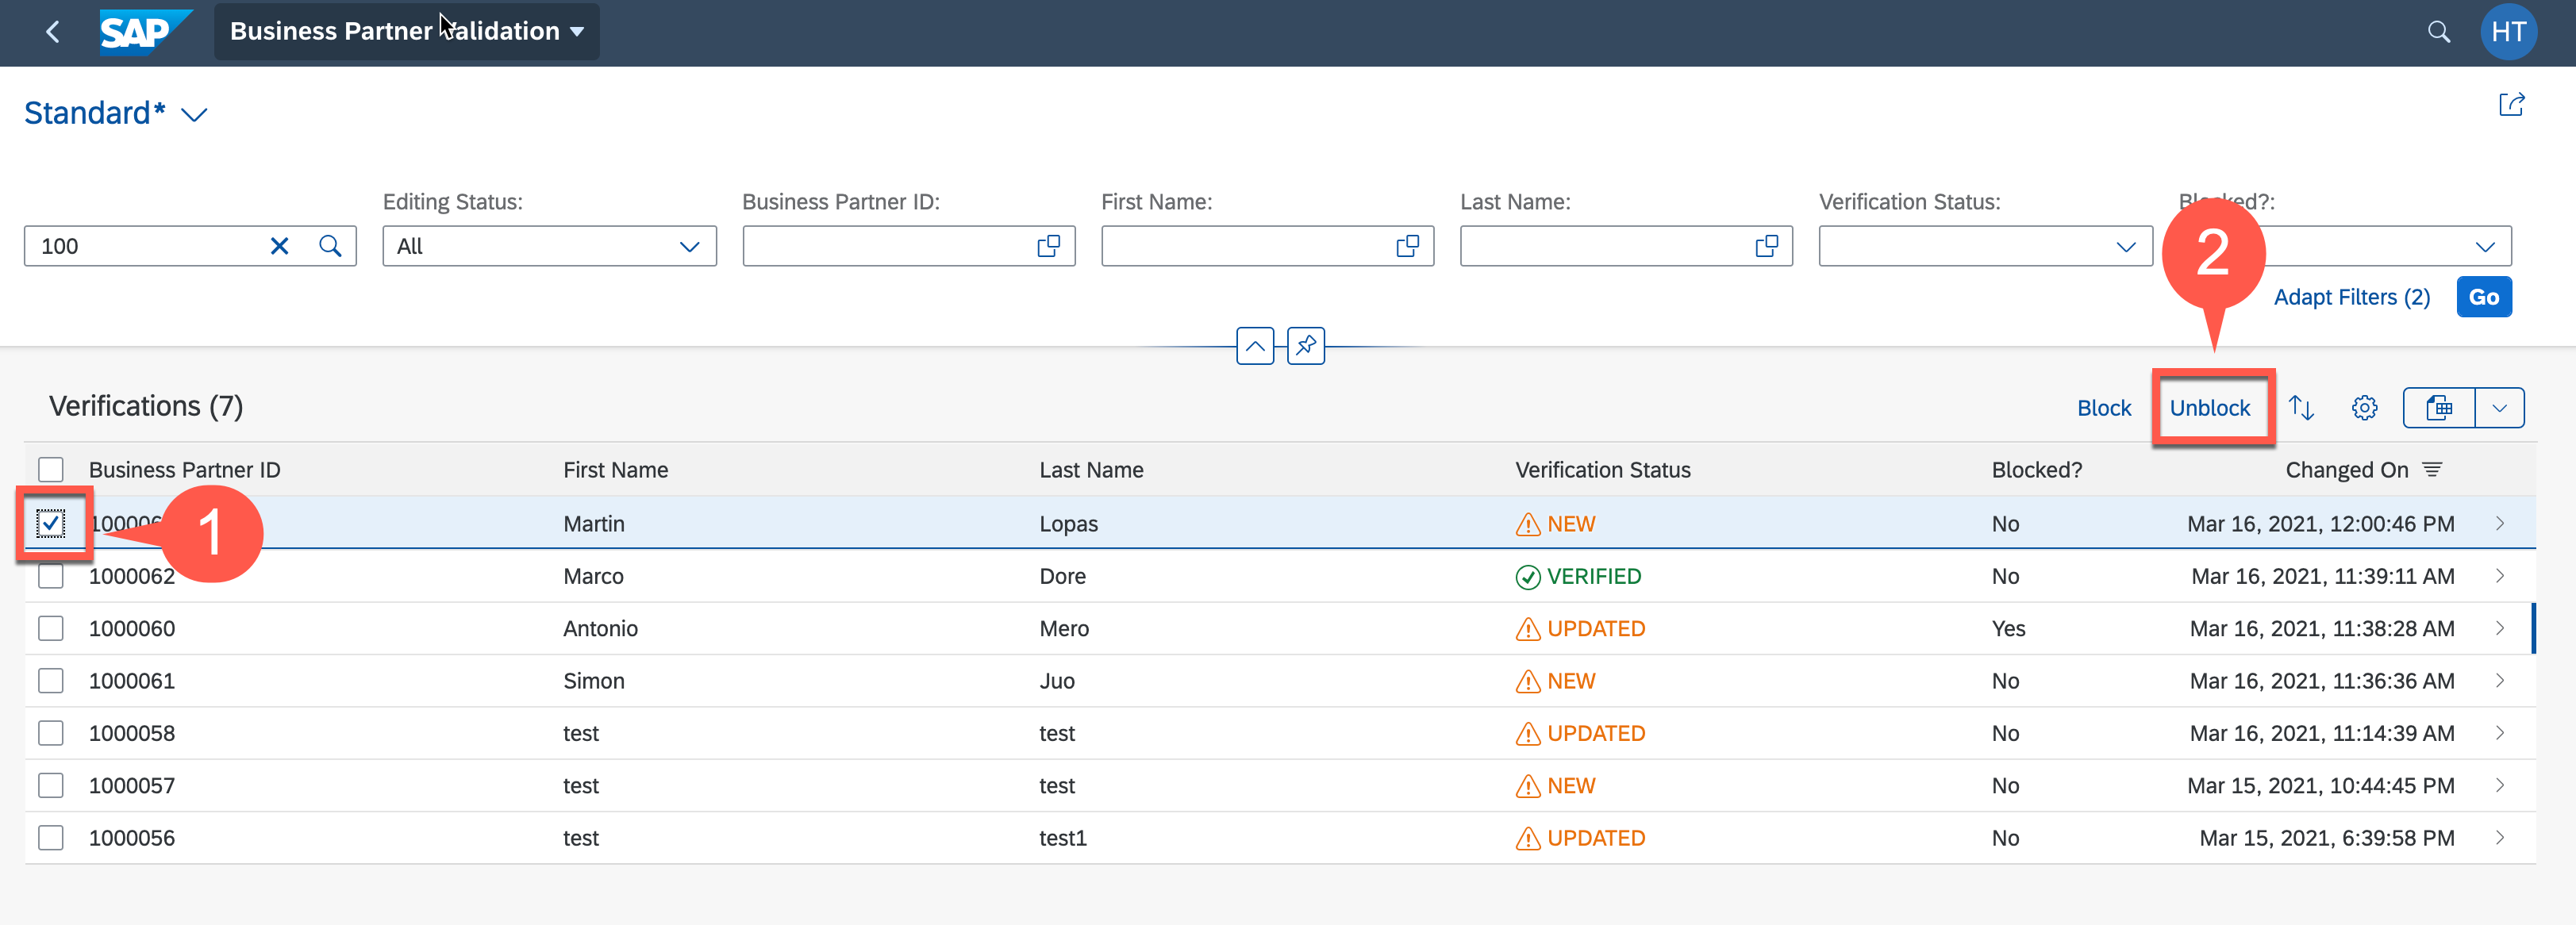 SAP Business Partner Validation HT
Standard*
Editing Status: Business Partner ID: First Name: Last Name: Verification Status: Blocked?:
100 All
2
Adapt Filters (2) Go
Verifications (7) Block Unblock
Business Partner ID First Name Last Name Verification Status Blocked? Changed On
Martin Lopas NEW No Mar 16, 2021, 12:00:46 PM
1
1000062 Marco Dore VERIFIED No Mar 16, 2021, 11:39:11 AM
1000060 Antonio Mero UPDATED Yes Mar 16, 2021, 11:38:28 AM
1000061 Simon Juo NEW No Mar 16, 2021, 11:36:36 AM
1000058 test test UPDATED No Mar 16, 2021, 11:14:39 AM
1000057 test test NEW No Mar 15, 2021, 10:44:45 PM
1000056 test test1 UPDATED No Mar 15, 2021, 6:39:58 PM